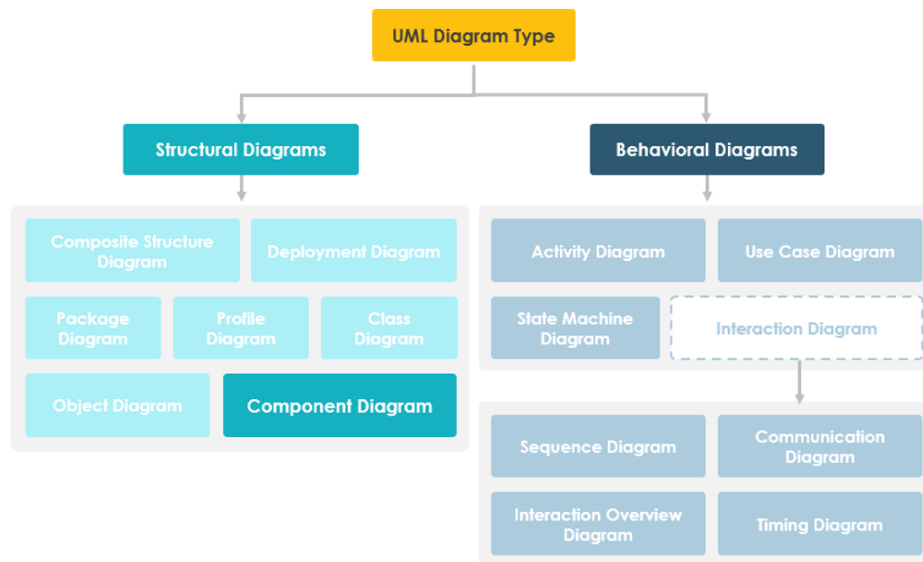 UML Diagram Type
Structural Diagrams
Behavioral Diagrams
Composite Structure
Diagram
Deployment Diagram
Package
Diagram
Profile
Diagram
Class
Diagram
Object Diagram
Component Diagram
Activity Diagram
Use Case Diagram
State Machine
Diagram
Interaction Diagram
Sequence Diagram
Communication
Diagram
Interaction Overview
Diagram
Timing Diagram